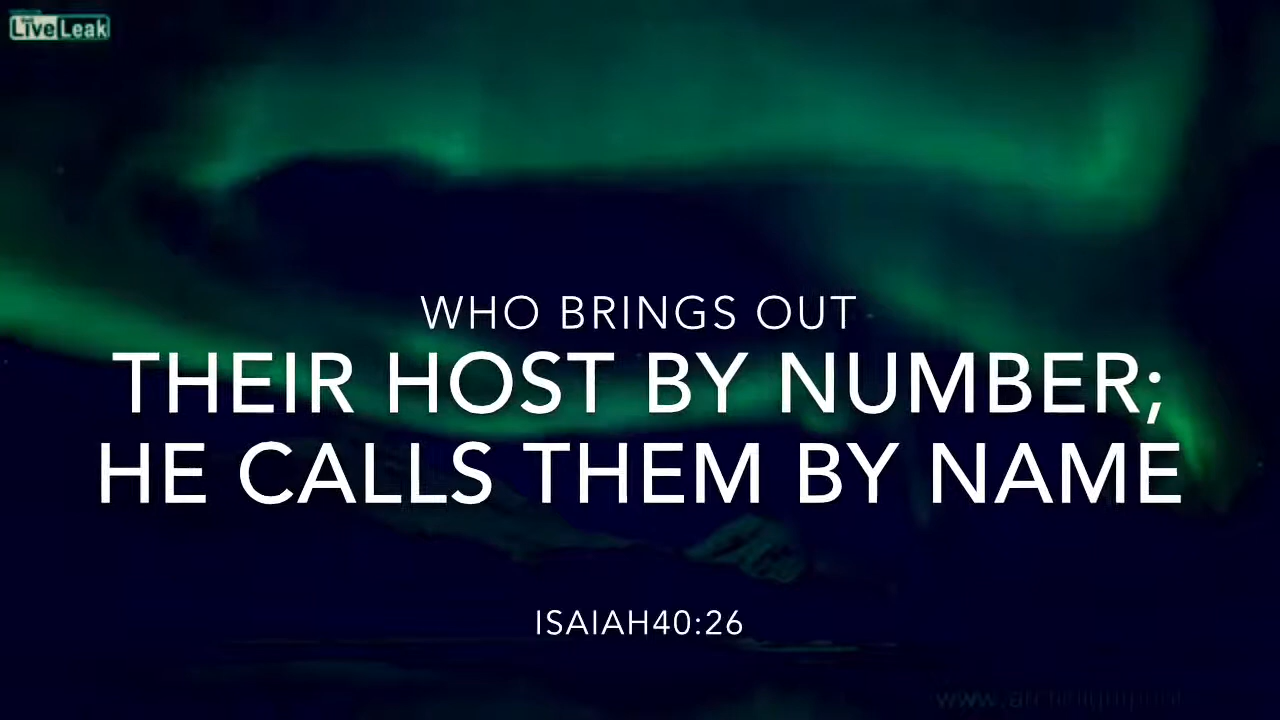 LiveLeak
WHO BRINGS OUT
THEIR HOST BY NUMBER;
HE CALLS THEM BY NAME
ISAIAH40:26